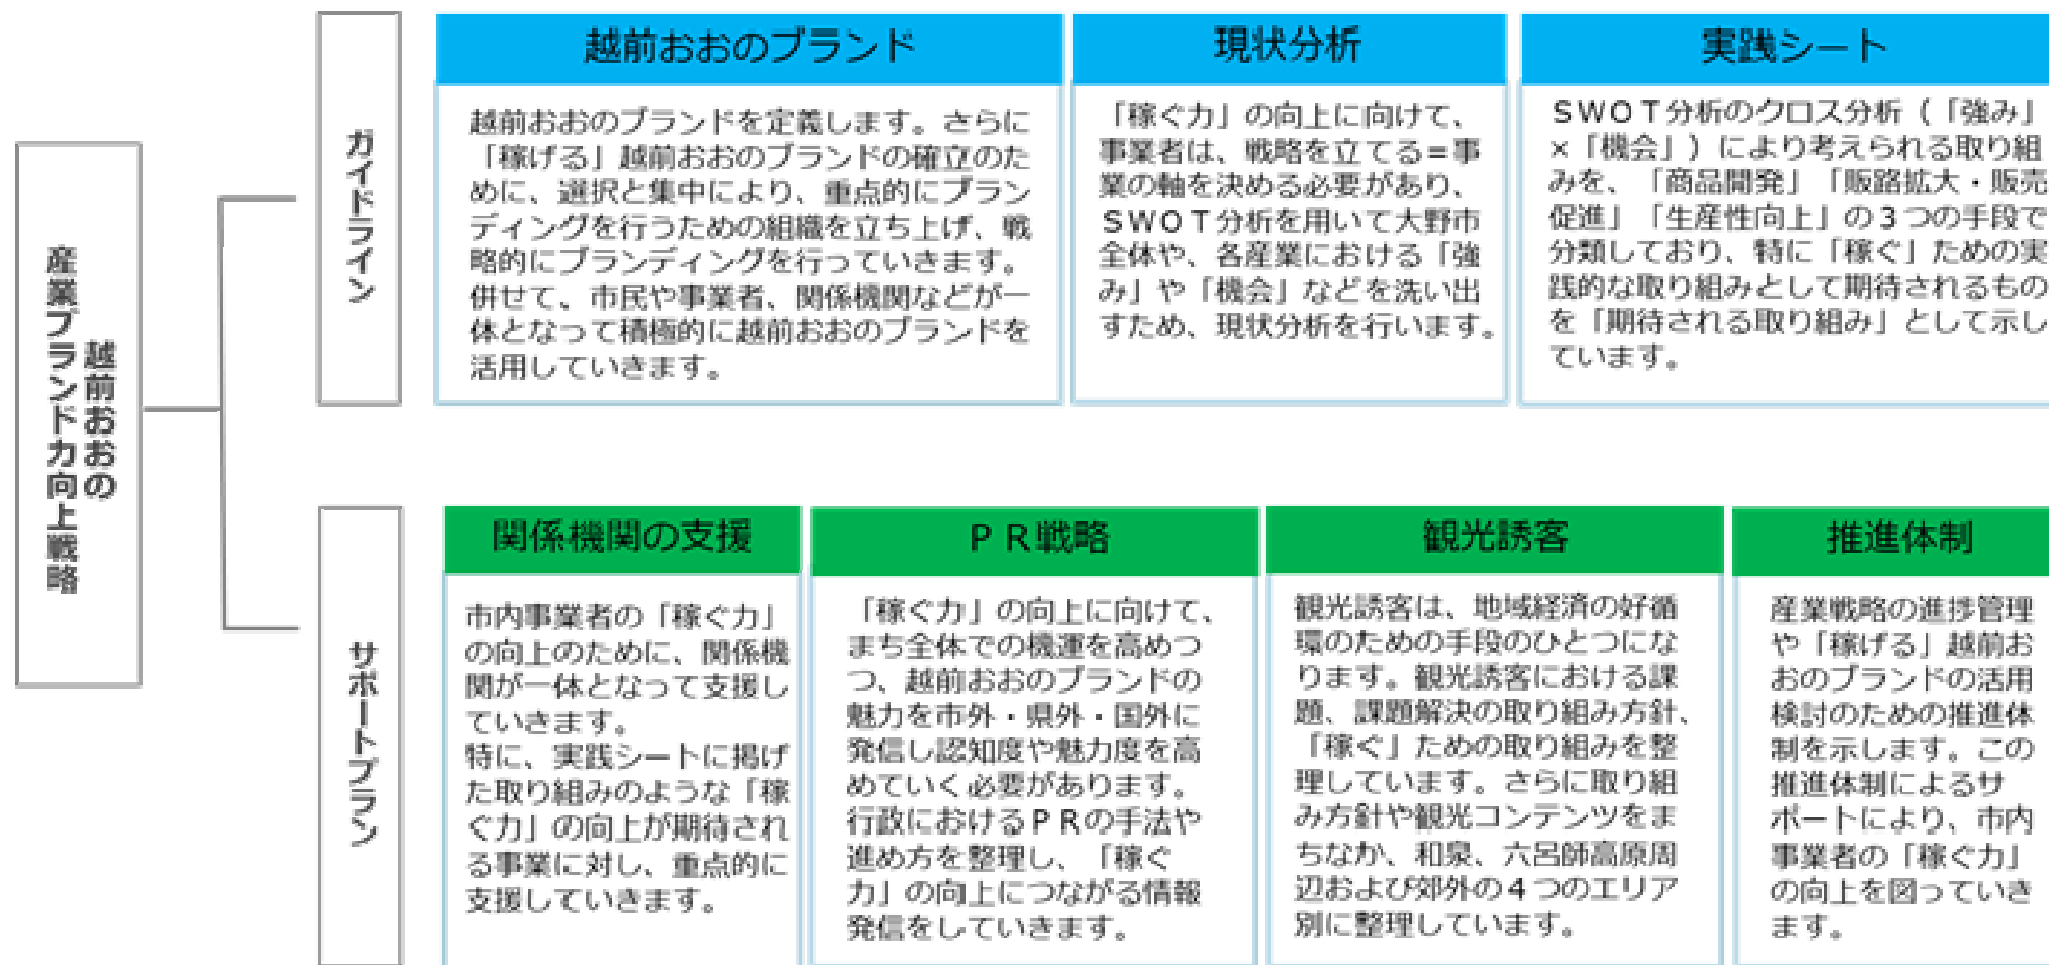 越前おおの
産業ブランド力向上戦略
ガイドライン
越前おおのブランド
越前おおのブランドを定義します。さらに
「稼げる」越前おおのブランドの確立のた
めに、選択と集中により、重点的にブラン
ディングを行うための組織を立ち上げ、戦
略的にブランディングを行っていきます。
併せて、市民や事業者、関係機関などが一
体となって積極的に越前おおのブランドを
活用していきます。
現状分析
「稼ぐ力」の向上に向けて、
事業者は、戦略を立てる=事
業の軸を決める必要があり、
SWOT分析を用いて大野市
全体や、各産業における「強
み」や「機会」などを洗い出
すため、現状分析を行います。
実践シート
SWOT分析のクロス分析（「強み」
×「機会」）により考えられる取り組
みを、「商品開発」「販路拡大・販売
促進」「生産性向上」の3つの手段で
分類しており、特に「稼ぐ」ための実
践的な取り組みとして期待されるもの
を「期待される取り組み」として示し
ています。
サポートプラン
関係機関の支援
市内事業者の「稼ぐ力」
の向上のために、関係機
関が一体となって支援し
ていきます。
特に、実践シートに掲げ
た取り組みのような「稼
ぐ力」の向上が期待され
る事業に対し、重点的に
支援していきます。
PR戦略
「稼ぐ力」の向上に向けて、
まち全体での機運を高めつ
つ、越前おおのブランドの
魅力を市外・県外・国外に
発信し認知度や魅力度を高
めていく必要があります。
行政におけるPRの手法や
進め方を整理し、「稼ぐ
力」の向上につながる情報
発信をしていきます。
観光誘客
観光誘客は、地域経済の好循
環のための手段のひとつにな
ります。観光誘客における課
題、課題解決の取り組み方針、
「稼ぐ」ための取り組みを整
理しています。さらに取り組
み方針や観光コンテンツをま
ちなか、和泉、六呂師高原周
辺および郊外の4つのエリア
別に整理しています。
推進体制
産業戦略の進捗管理
や「稼げる」越前お
おのブランドの活用
検討のための推進体
制を示します。この
推進体制によるサ
ポートにより、市内
事業者の「稼ぐ力」
の向上を図っていき
ます。